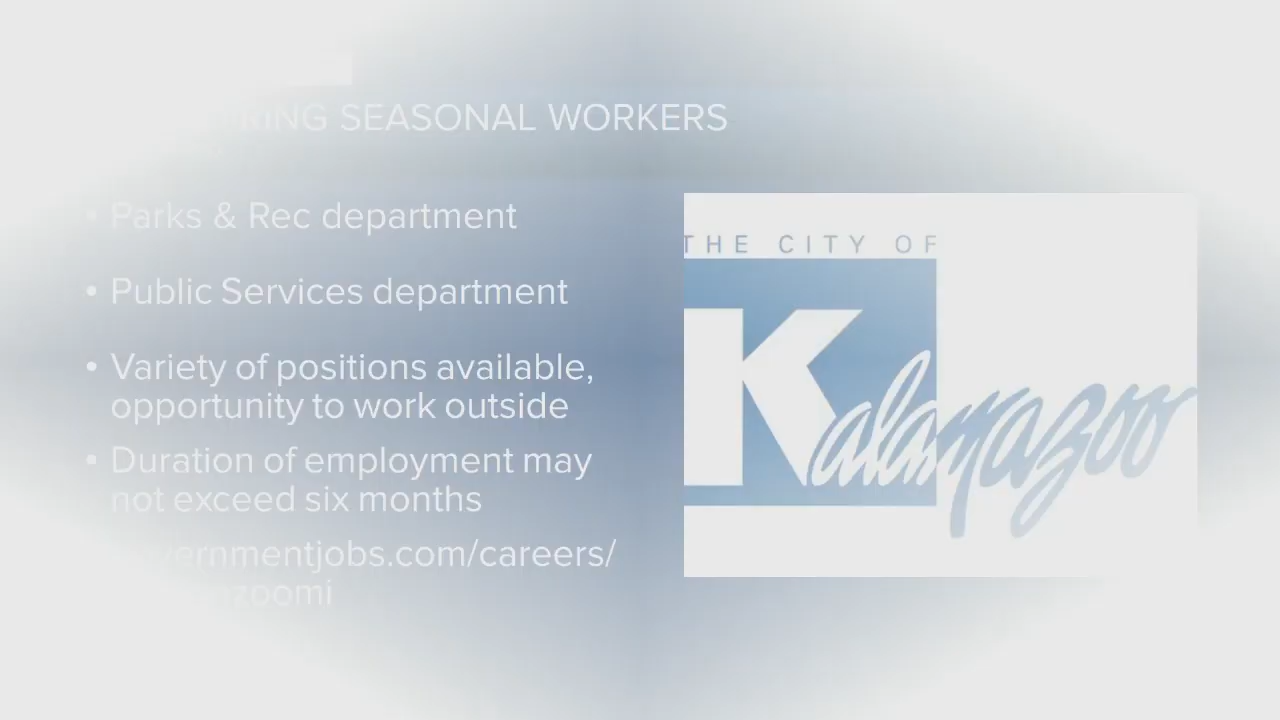 SEASONAL WORKERS
• Parks & Rec department
• Public Services department
• Variety of positions available,
opportunity to work outside
• Duration of employment may
not exceed six months
THE CITY OF
Kalamazoo